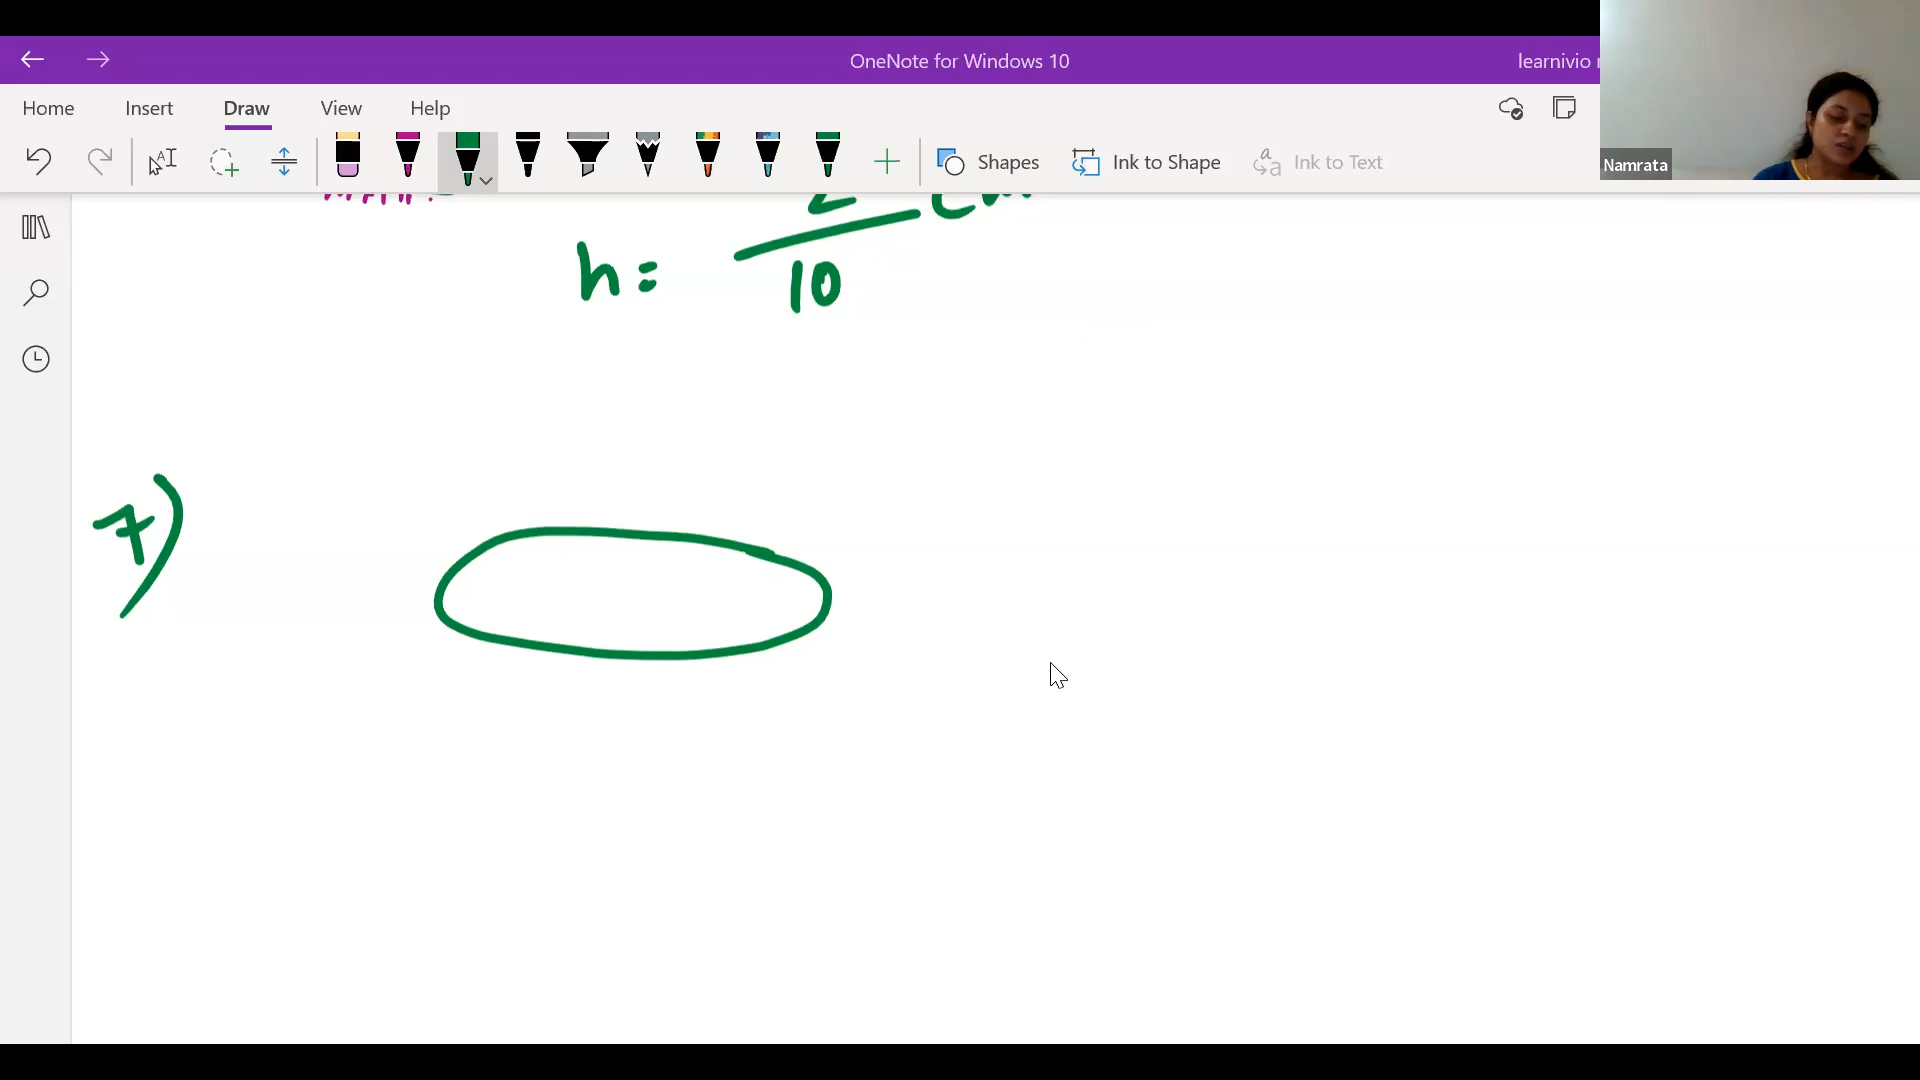 OneNote for Windows 10
learnivio
Home Insert Draw View Help
Shapes Ink to Shape Ink to Text
Namrata
2
h = 10
7)